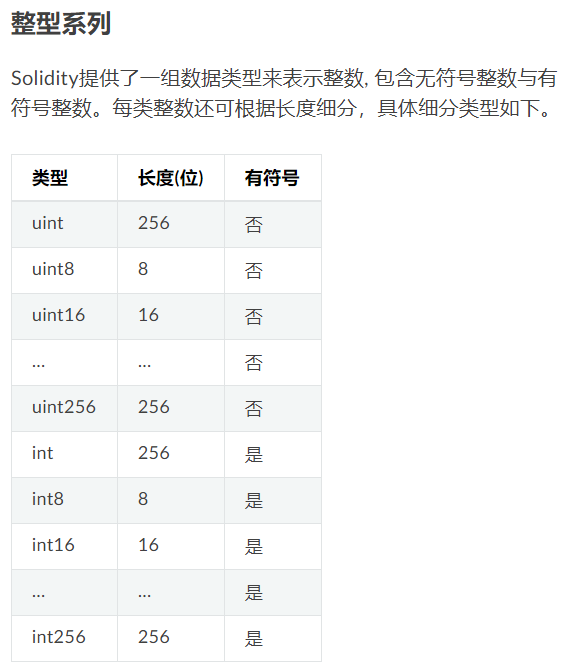 整型系列
Solidity提供了一组数据类型来表示整数, 包含无符号整数与有
符号整数。每类整数还可根据长度细分，具体细分类型如下。
类型 长度(位) 有符号
uint 256 否
uint8 8 否
uint16 16 否
... ... 否
uint256 256 否
int 256 是
int8 8 是
int16 16 是
... ... 是
int256 256 是